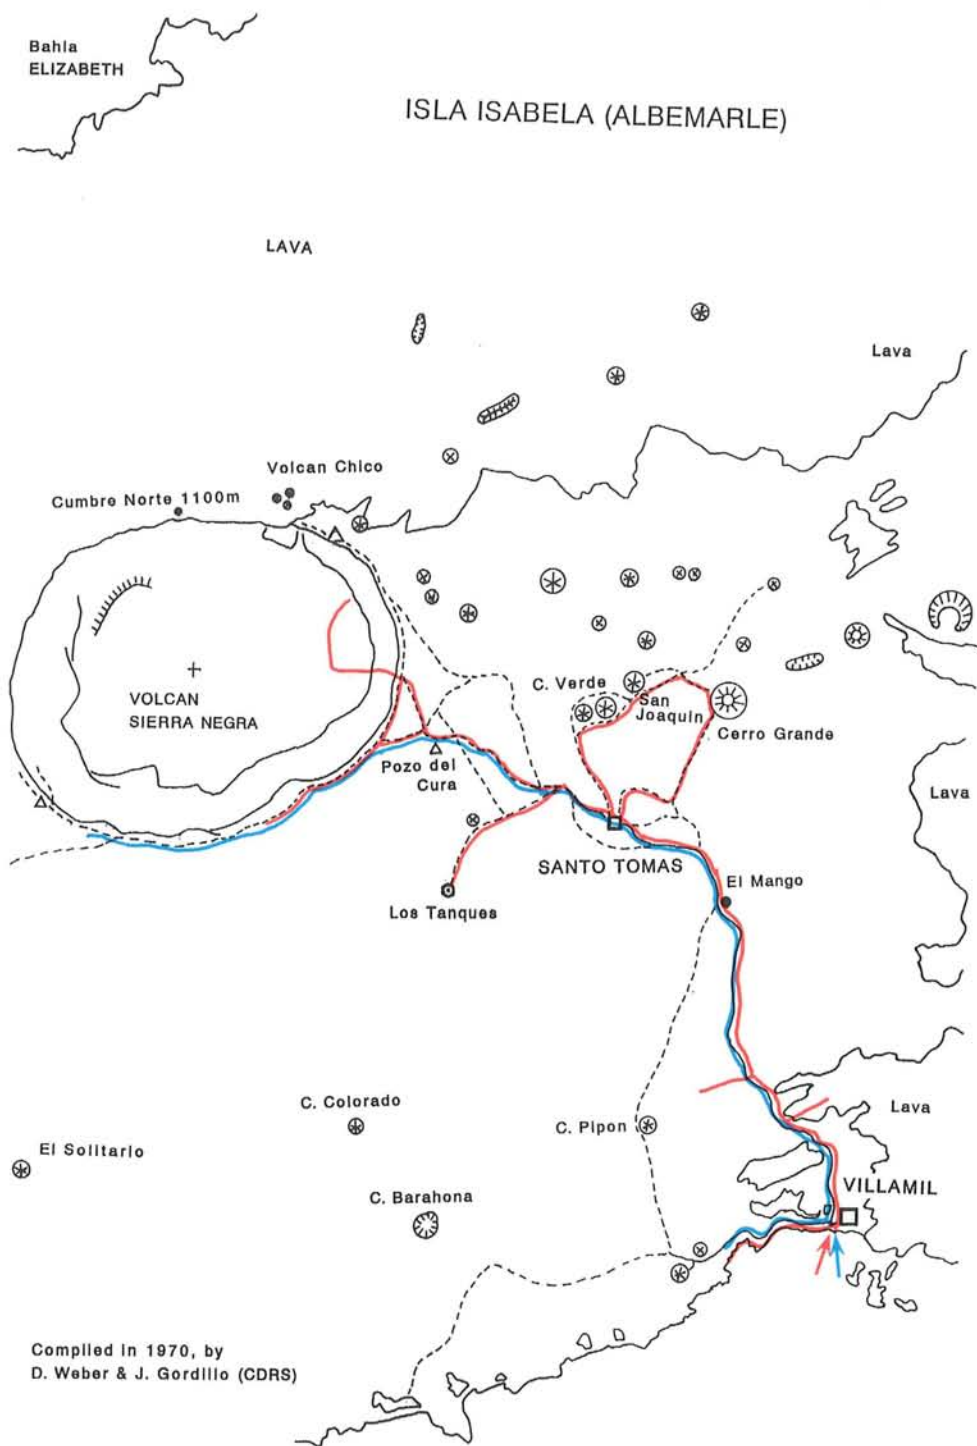 Bahia
ELIZABETH
ISLA ISABELA (ALBEMARLE)
LAVA
Lava
Volcan Chico
Cumbre Norte 1100m
C. Verde
San
Joaquin
Cerro Grande
VOLCAN
SIERRA NEGRA
Pozo del
Cura
Lava
SANTO TOMAS
El Mango
Los Tanques
C. Colorado
Lava
C. Pipon
El Solitario
VILLAMIL
C. Barahona
Compiled in 1970, by
D. Weber & J. Gordillo (CDRS)